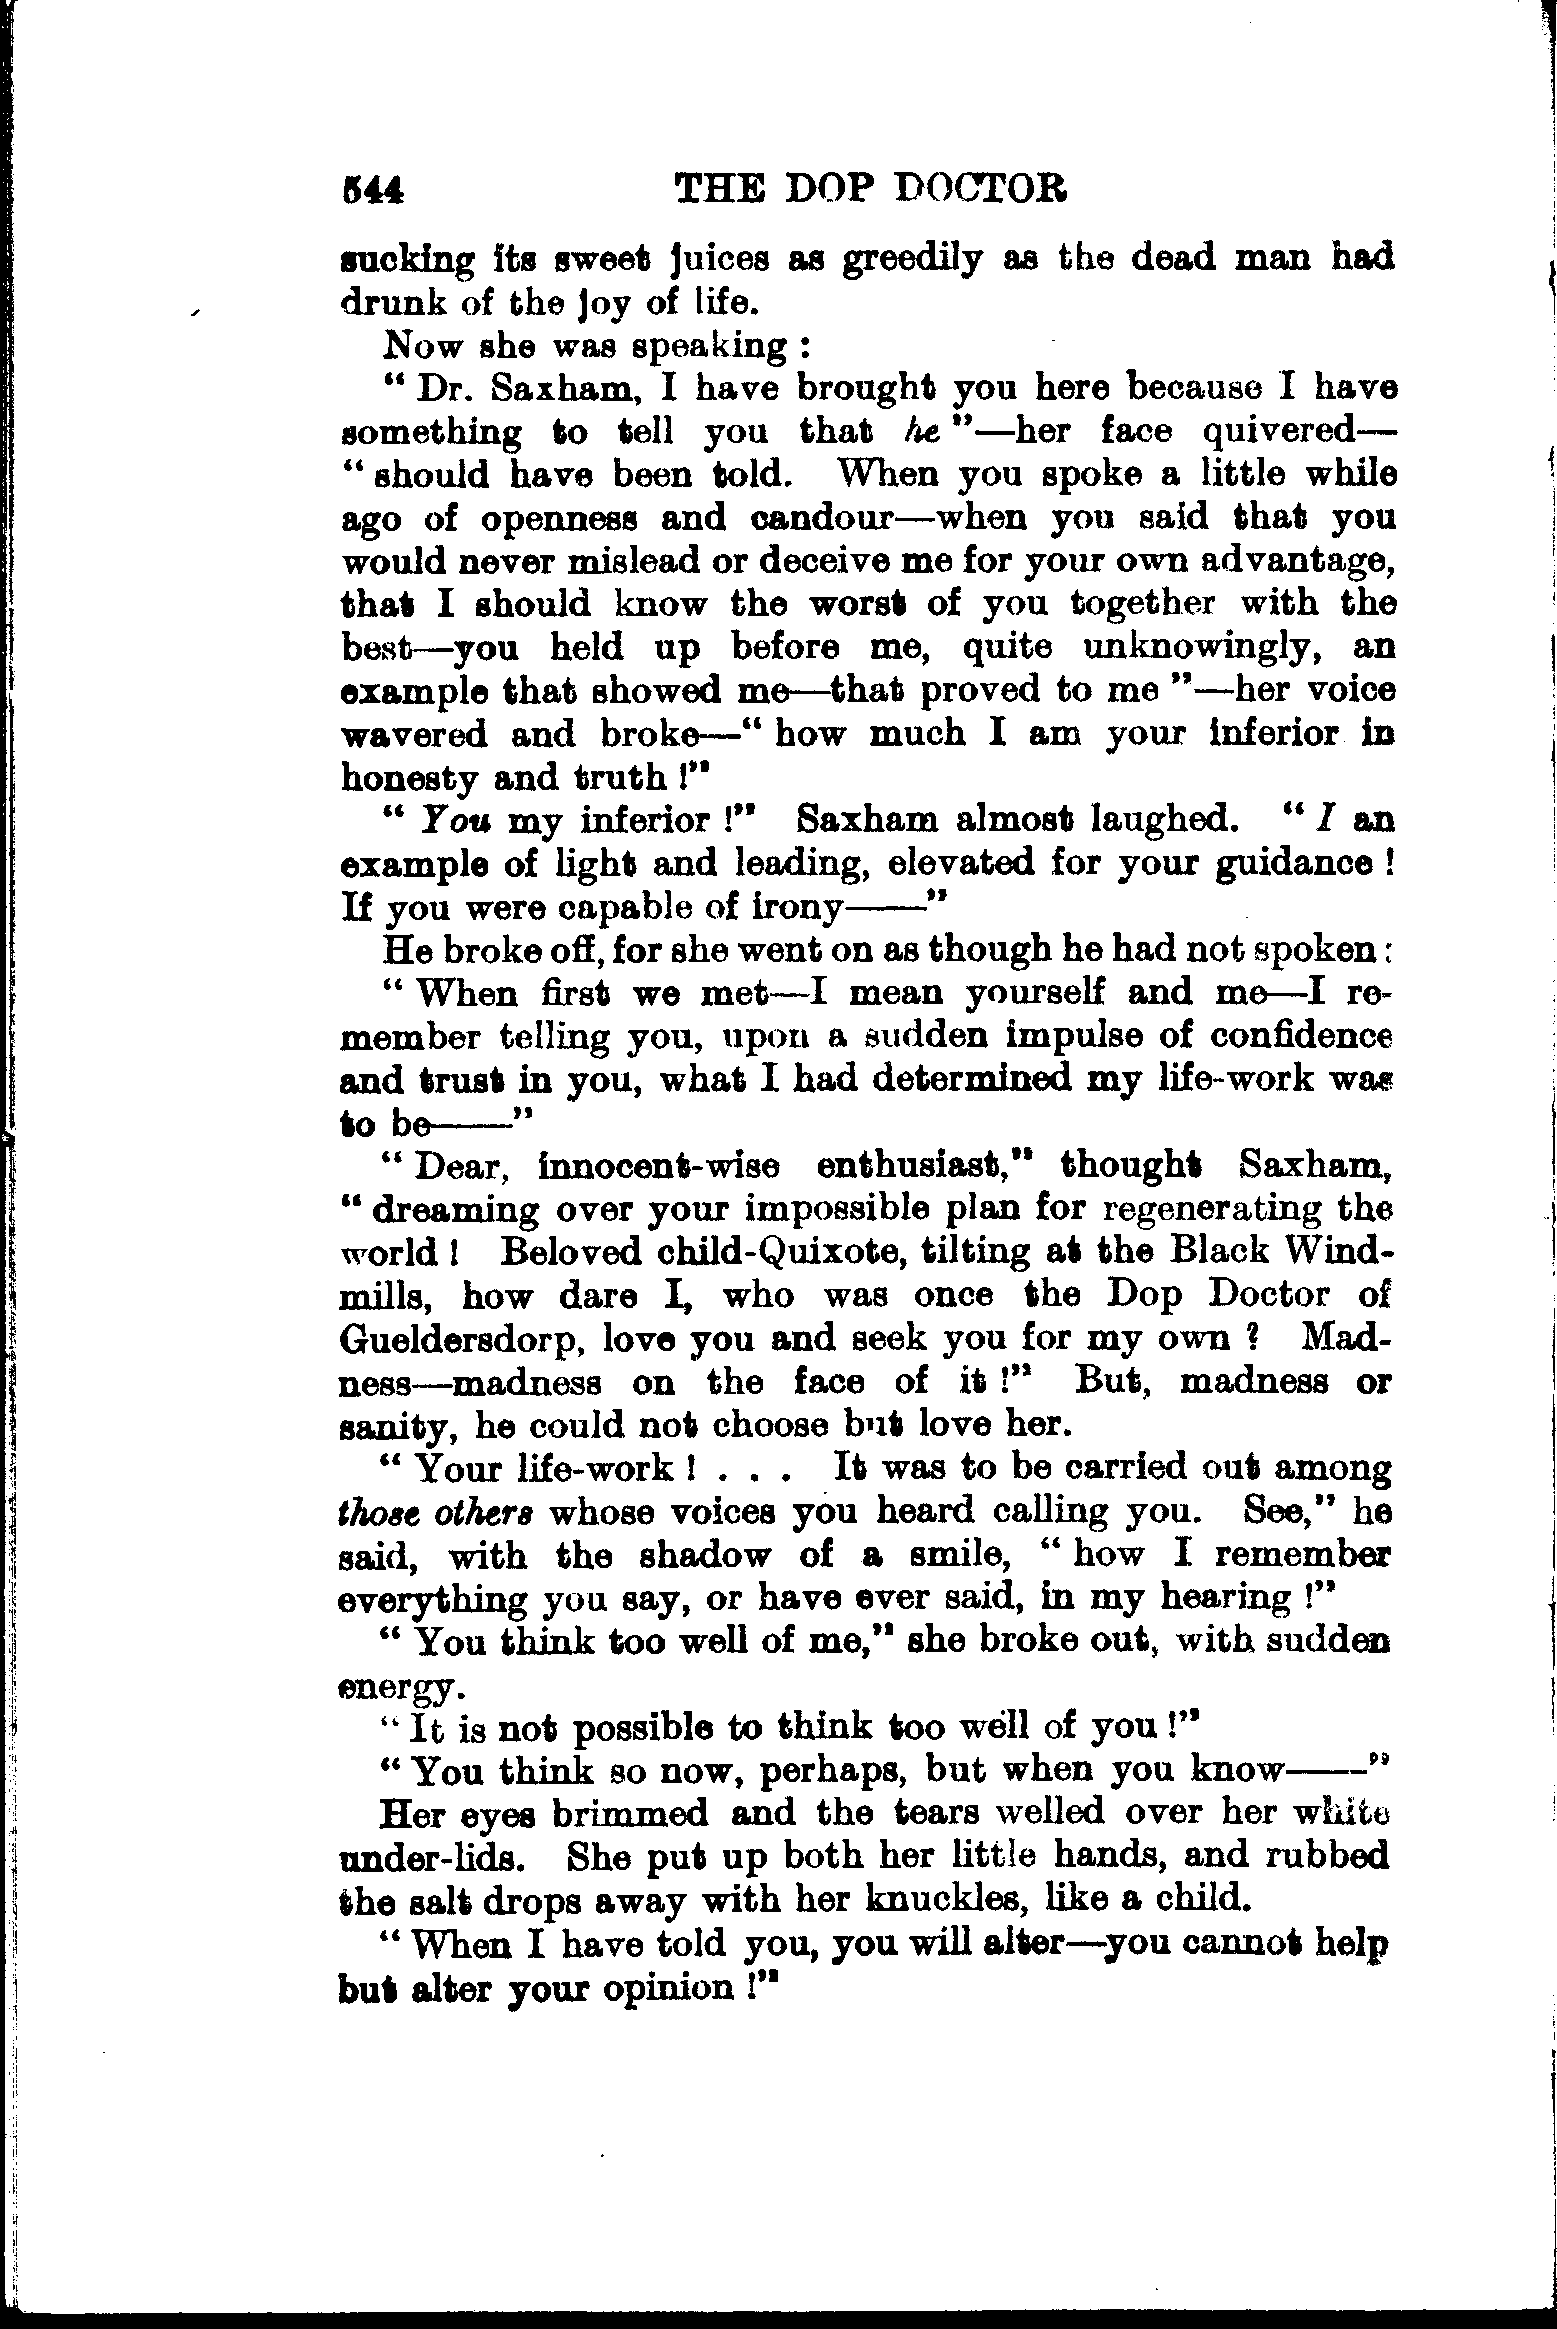 544 THE DOP DOCTOR
sucking its sweet juices as greedily as the dead man had
drunk of the joy of life.
Now she was speaking :
" Dr. Saxham, I have brought you here because I have
something to tell you that he "—her face quivered—
" should have been told. When you spoke a little while
ago of openness and candour—when you said that you
would never mislead or deceive me for your own advantage,
that I should know the worst of you together with the
best—you held up before me, quite unknowingly, an
example that showed me—that proved to me "—her voice
wavered and broke—" how much I am your inferior in
honesty and truth !"
" You my inferior !" Saxham almost laughed. " I an
example of light and leading, elevated for your guidance !
If you were capable of irony——"
He broke off, for she went on as though he had not spoken :
" When first we met—I mean yourself and me—I re-
member telling you, upon a sudden impulse of confidence
and trust in you, what I had determined my life-work was
to be——"
" Dear, innocent-wise enthusiast," thought Saxham,
" dreaming over your impossible plan for regenerating the
world ! Beloved child-Quixote, tilting at the Black Wind-
mills, how dare I, who was once the Dop Doctor of
Gueldersdorp, love you and seek you for my own ? Mad-
ness—madness on the face of it !" But, madness or
sanity, he could not choose but love her.
" Your life-work ! . . . It was to be carried out among
those others whose voices you heard calling you. See," he
said, with the shadow of a smile, " how I remember
everything you say, or have ever said, in my hearing !"
" You think too well of me," she broke out, with sudden
energy.
" It is not possible to think too well of you !"
" You think so now, perhaps, but when you know——"
Her eyes brimmed and the tears welled over her white
under-lids. She put up both her little hands, and rubbed
the salt drops away with her knuckles, like a child.
" When I have told you, you will alter—you cannot help
but alter your opinion !"